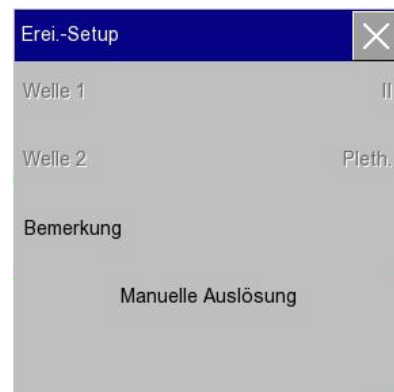 Erei.-Setup
Welle 1 II
Welle 2 Pleth.
Bemerkung
Manuelle Auslösung